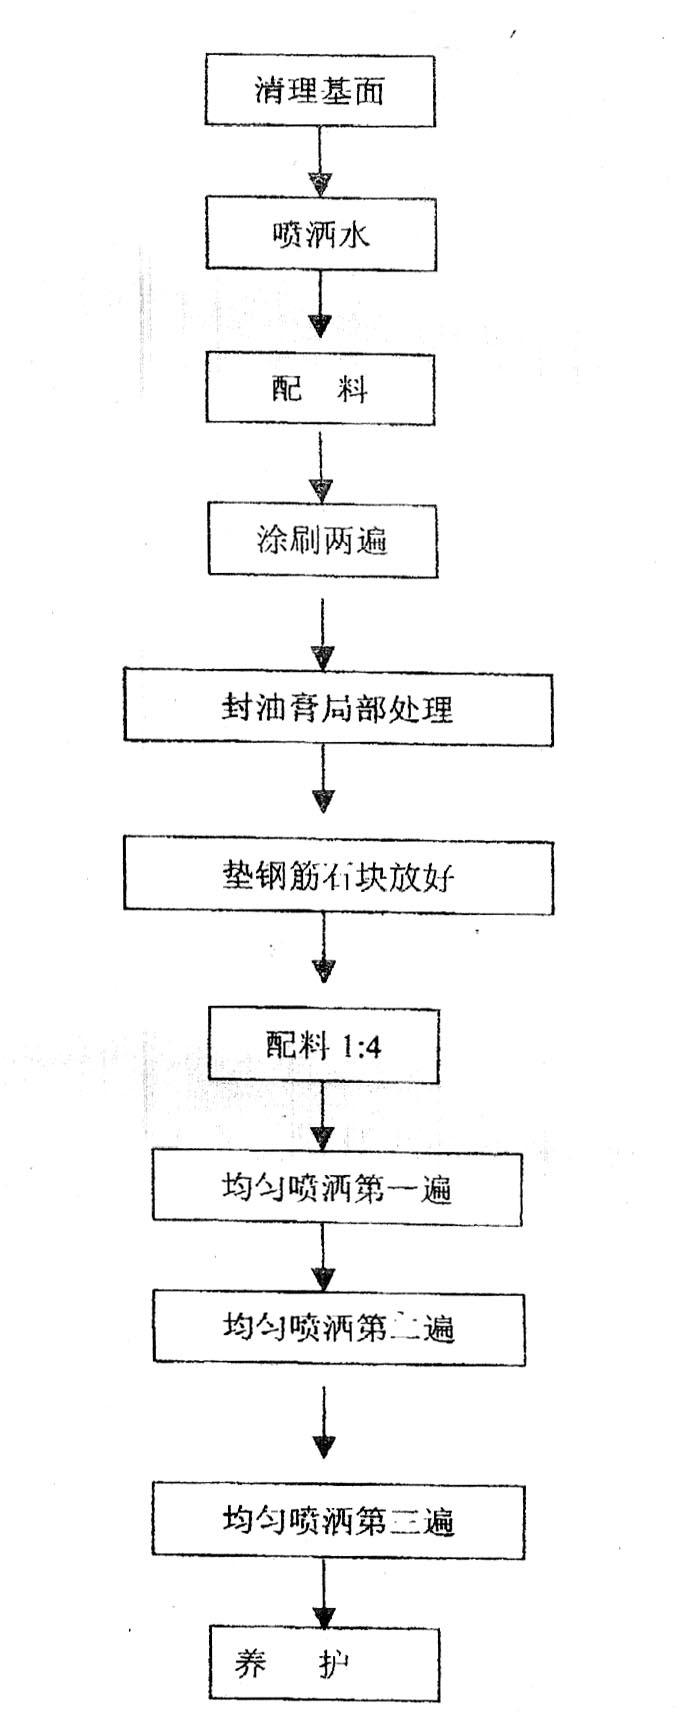 清理基面
喷洒水
配 料
涂刷两遍
封油膏局部处理
垫钢筋石块放好
配料 1:4
均匀喷洒第一遍
均匀喷洒第二遍
均匀喷洒第三遍
养 护